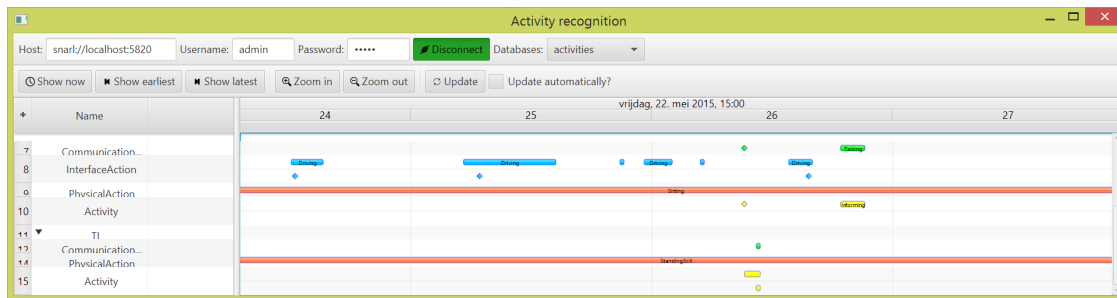 Activity recognition
Host: snarl://localhost:5820 Username: admin Password: ••••• Disconnect Databases: activities
Show now Show earliest Show latest Zoom in Zoom out Update Update automatically?
vrijdag, 22. mei 2015, 15:00
+ Name 24 25 26 27
7 Communication... Talking
8 InterfaceAction Driving Driving Driving Driving
9 PhysicalAction Sitting
10 Activity Informing
11 TL
12 Communication...
14 PhysicalAction StandingStill
15 Activity